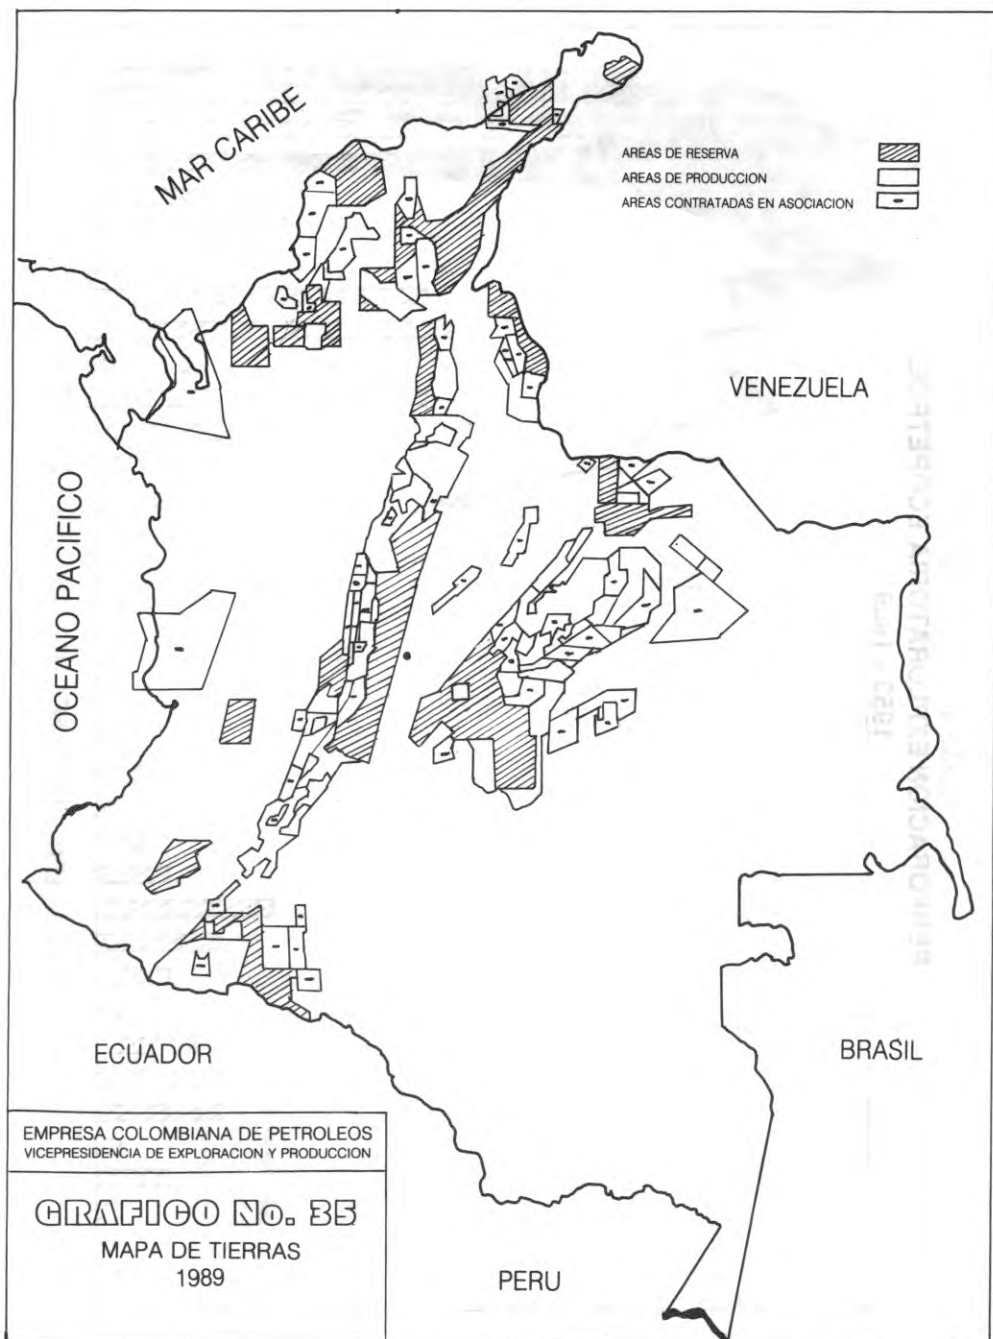 MAR CARIBE
AREAS DE RESERVA
AREAS DE PRODUCCION
AREAS CONTRATADAS EN ASOCIACION
VENEZUELA
OCEANO PACIFICO
ECUADOR
BRASIL
EMPRESA COLOMBIANA DE PETROLEOS
VICEPRESIDENCIA DE EXPLORACION Y PRODUCCION
GRAFICO No. 35
MAPA DE TIERRAS
1989
PERU